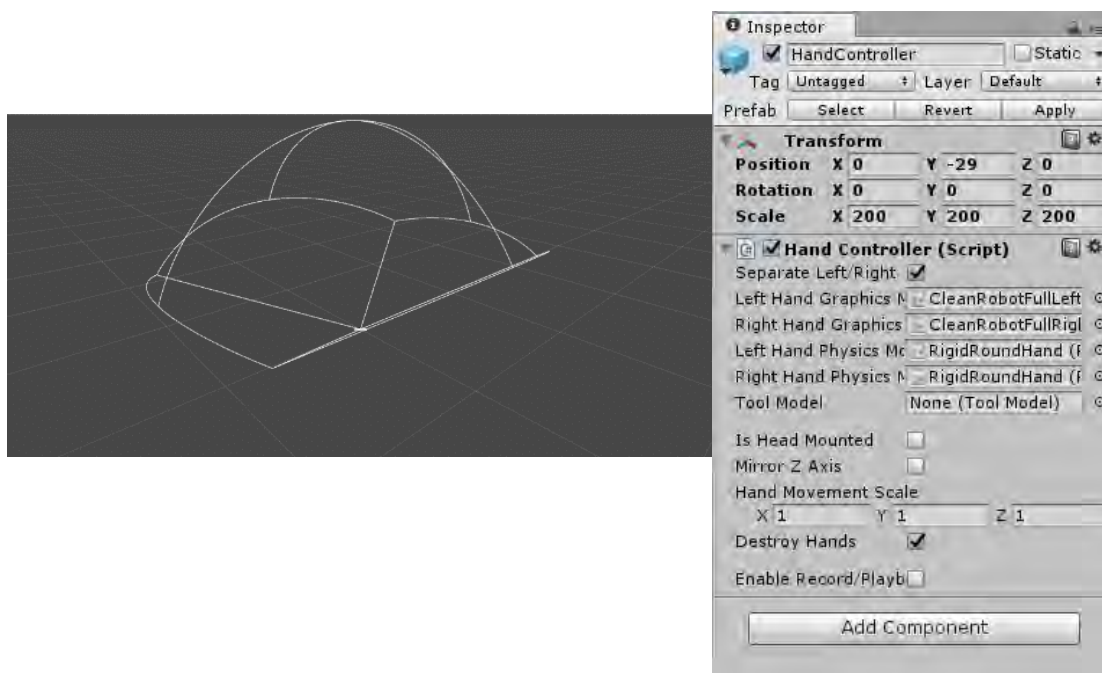 Inspector
HandController Static
Tag Untagged Layer Default
Prefab Select Revert Apply
Transform
Position X 0 Y -29 Z 0
Rotation X 0 Y 0 Z 0
Scale X 200 Y 200 Z 200
Hand Controller (Script)
Separate Left/Right
Left Hand Graphics M CleanRobotFullLeft
Right Hand Graphics CleanRobotFullRigl
Left Hand Physics Mc RigidRoundHand (F
Right Hand Physics M RigidRoundHand (F
Tool Model None (Tool Model)
Is Head Mounted
Mirror Z Axis
Hand Movement Scale
X 1 Y 1 Z 1
Destroy Hands
Enable Record/Playb
Add Component